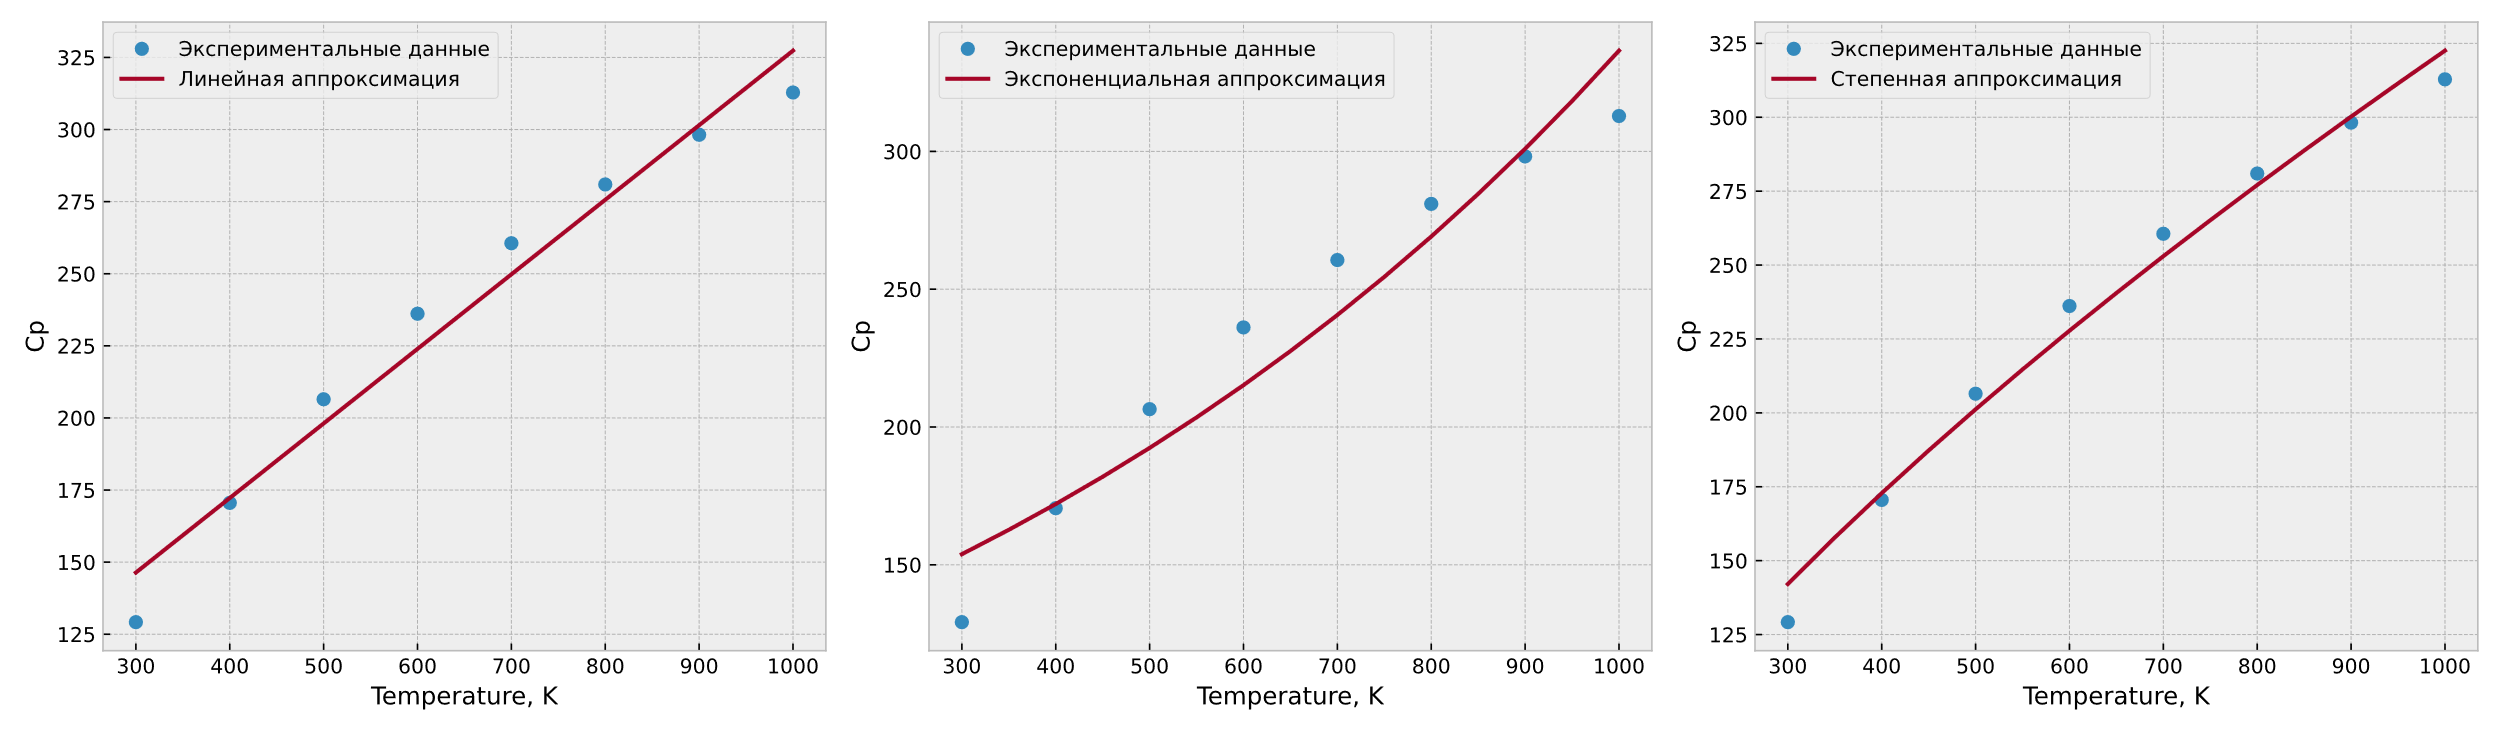 Экспериментальные данные
Линейная аппроксимация
325
300
275
250
225
200
175
150
125
Cp
300 400 500 600 700 800 900 1000
Temperature, K
Экспериментальные данные
Экспоненциальная аппроксимация
300
250
200
150
Cp
300 400 500 600 700 800 900 1000
Temperature, K
Экспериментальные данные
Степенная аппроксимация
325
300
275
250
225
200
175
150
125
Cp
300 400 500 600 700 800 900 1000
Temperature, K